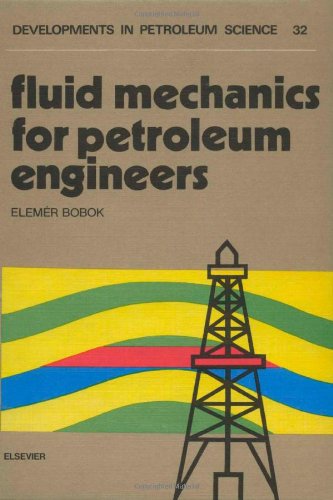 DEVELOPMENTS IN PETROLEUM SCIENCE 32
fluid mechanics
for petroleum
engineers
ELEMÉR BOBOK
ELSEVIER